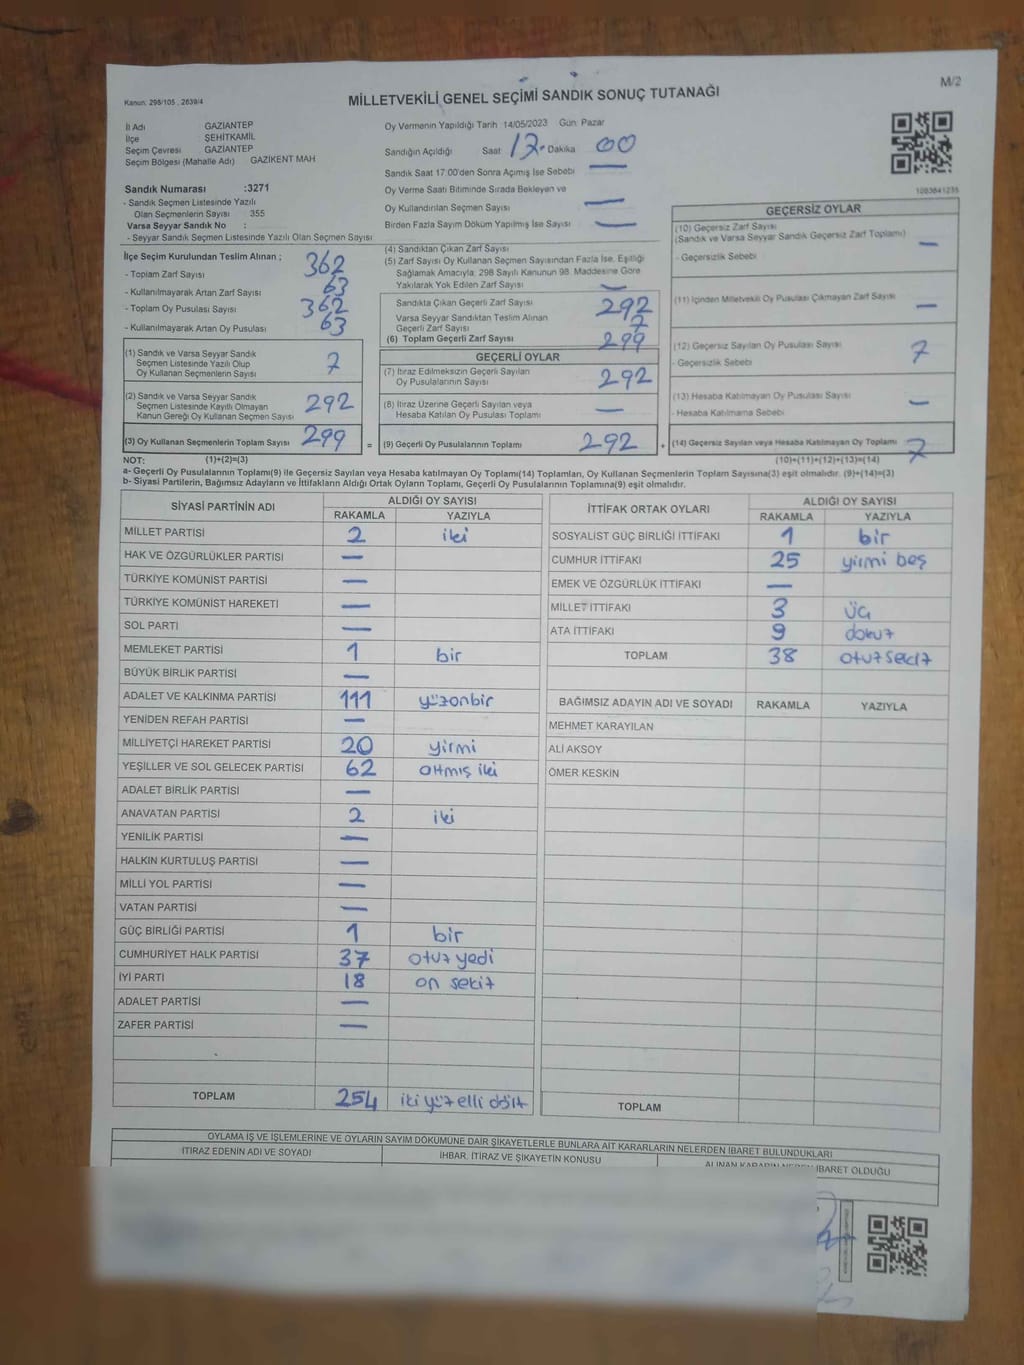 M/2
Kanun: 298/105 , 2839/4
MİLLETVEKİLİ GENEL SEÇİMİ SANDIK SONUÇ TUTANAĞI
İl Adı GAZİANTEP
İlçe ŞEHİTKAMİL
Seçim Çevresi GAZİANTEP
Seçim Bölgesi (Mahalle Adı) GAZİKENT MAH
Sandık Numarası :3271
- Sandık Seçmen Listesinde Yazılı
Olan Seçmenlerin Sayısı 355
Varsa Seyyar Sandık No :
- Seyyar Sandık Seçmen Listesinde Yazılı Olan Seçmen Sayısı
Oy Vermenin Yapıldığı Tarih 14/05/2023 Gün Pazar
Sandığın Açıldığı Saat 17 Dakika 00
Sandık Saat 17:00'den Sonra Açımış İse Sebebi —
Oy Verme Saati Bitiminde Sırada Bekleyen ve
Oy Kullandırılan Seçmen Sayısı —
Birden Fazla Sayım Döküm Yapılmış İse Sayısı —
1083841235
İlçe Seçim Kurulundan Teslim Alınan ;
- Toplam Zarf Sayısı 362
- Kullanılmayarak Artan Zarf Sayısı 63
- Toplam Oy Pusulası Sayısı 362
- Kullanılmayarak Artan Oy Pusulası 63
(1) Sandık ve Varsa Seyyar Sandık
Seçmen Listesinde Yazılı Olup
Oy Kullanan Seçmenlerin Sayısı 7
(2) Sandık ve Varsa Seyyar Sandık
Seçmen Listesinde Kayıtlı Olmayan
Kanun Gereği Oy Kullanan Seçmen Sayısı 292
(3) Oy Kullanan Seçmenlerin Toplam Sayısı 299
(4) Sandıktan Çıkan Zarf Sayısı
(5) Zarf Sayısı Oy Kullanan Seçmen Sayısından Fazla İse, Eşitliği
Sağlamak Amacıyla, 298 Sayılı Kanunun 98. Maddesine Göre
Yakılarak Yok Edilen Zarf Sayısı —
Sandıkta Çıkan Geçerli Zarf Sayısı 292
Varsa Seyyar Sandıktan Teslim Alınan
Geçerli Zarf Sayısı 7
(6) Toplam Geçerli Zarf Sayısı 299
GEÇERLİ OYLAR
(7) İtiraz Edilmeksizin Geçerli Sayılan
Oy Pusulalarının Sayısı 292
(8) İtiraz Üzerine Geçerli Sayılan veya
Hesaba Katılan Oy Pusulası Toplamı —
= (9) Geçerli Oy Pusulalarının Toplamı 292 +
GEÇERSİZ OYLAR
(10) Geçersiz Zarf Sayısı
(Sandık ve Varsa Seyyar Sandık Geçersiz Zarf Toplamı) —
- Geçersizlik Sebebi
(11) İçinden Milletvekili Oy Pusulası Çıkmayan Zarf Sayısı —
(12) Geçersiz Sayılan Oy Pusulası Sayısı 7
- Geçersizlik Sebebi
(13) Hesaba Katılmayan Oy Pusulası Sayısı —
- Hesaba Katılmama Sebebi
(14) Geçersiz Sayılan veya Hesaba Katılmayan Oy Toplamı 7
NOT: (1)+(2)=(3) (10)+(11)+(12)+(13)=(14)
a- Geçerli Oy Pusulalarının Toplamı(9) ile Geçersiz Sayılan veya Hesaba katılmayan Oy Toplamı(14) Toplamları, Oy Kullanan Seçmenlerin Toplam Sayısına(3) eşit olmalıdır. (9)+(14)=(3)
b- Siyasi Partilerin, Bağımsız Adayların ve İttifakların Aldığı Ortak Oyların Toplamı, Geçerli Oy Pusulalarının Toplamına(9) eşit olmalıdır.
SİYASİ PARTİNİN ADI ALDIĞI OY SAYISI
RAKAMLA YAZIYLA
MİLLET PARTİSİ 2 iki
HAK VE ÖZGÜRLÜKLER PARTİSİ —
TÜRKİYE KOMÜNİST PARTİSİ —
TÜRKİYE KOMÜNİST HAREKETİ —
SOL PARTİ —
MEMLEKET PARTİSİ 1 bir
BÜYÜK BİRLİK PARTİSİ —
ADALET VE KALKINMA PARTİSİ 111 yüzonbir
YENİDEN REFAH PARTİSİ —
MİLLİYETÇİ HAREKET PARTİSİ 20 yirmi
YEŞİLLER VE SOL GELECEK PARTİSİ 62 atmış iki
ADALET BİRLİK PARTİSİ —
ANAVATAN PARTİSİ 2 iki
YENİLİK PARTİSİ —
HALKIN KURTULUŞ PARTİSİ —
MİLLİ YOL PARTİSİ —
VATAN PARTİSİ —
GÜÇ BİRLİĞİ PARTİSİ 1 bir
CUMHURİYET HALK PARTİSİ 37 otuz yedi
İYİ PARTİ 18 on sekiz
ADALET PARTİSİ —
ZAFER PARTİSİ —
TOPLAM 254 iki yüz elli dört
İTTİFAK ORTAK OYLARI ALDIĞI OY SAYISI
RAKAMLA YAZIYLA
SOSYALİST GÜÇ BİRLİĞİ İTTİFAKI 1 bir
CUMHUR İTTİFAKI 25 yirmi beş
EMEK VE ÖZGÜRLÜK İTTİFAKI —
MİLLET İTTİFAKI 3 üç
ATA İTTİFAKI 9 dokuz
TOPLAM 38 otuz sekiz
BAĞIMSIZ ADAYIN ADI VE SOYADI RAKAMLA YAZIYLA
MEHMET KARAYILAN
ALİ AKSOY
ÖMER KESKİN
TOPLAM
OYLAMA İŞ VE İŞLEMLERİNE VE OYLARIN SAYIM DÖKÜMÜNE DAİR ŞİKAYETLERLE BUNLARA AİT KARARLARIN NELERDEN İBARET BULUNDUKLARI
İTİRAZ EDENİN ADI VE SOYADI İHBAR, İTİRAZ VE ŞİKAYETİN KONUSU ALINAN KARARIN NEDEN İBARET OLDUĞU